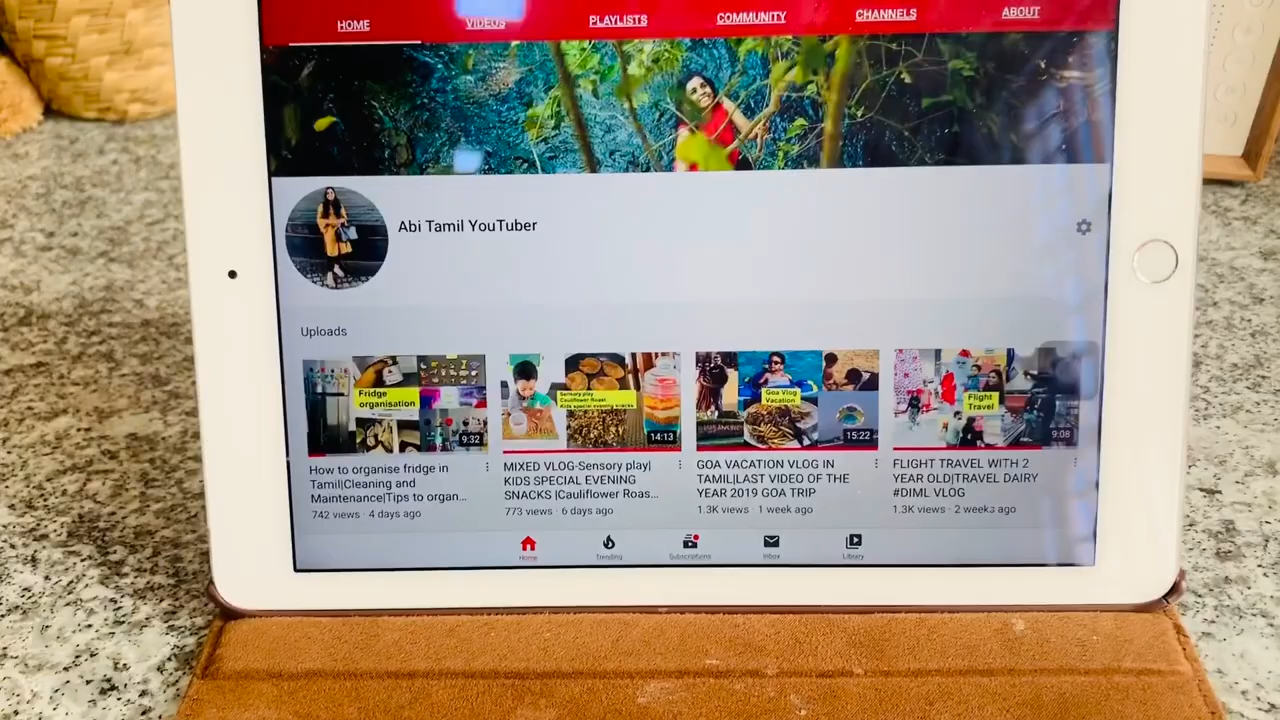 HOME VIDEOS PLAYLISTS COMMUNITY CHANNELS ABOUT
Abi Tamil YouTuber
Uploads
Fridge
organisation
9:32
How to organise fridge in
Tamil|Cleaning and
Maintenance|Tips to organ...
742 views · 4 days ago
Sensory play
Cauliflower Roast
Kids special evening snacks
14:13
MIXED VLOG-Sensory play|
KIDS SPECIAL EVENING
SNACKS |Cauliflower Roas...
773 views · 6 days ago
Goa Vlog
Vacation
15:22
GOA VACATION VLOG IN
TAMIL|LAST VIDEO OF THE
YEAR 2019 GOA TRIP
1.3K views · 1 week ago
Flight
Travel
9:08
FLIGHT TRAVEL WITH 2
YEAR OLD|TRAVEL DAIRY
#DIML VLOG
1.3K views · 2 weeks ago
Home Trending Subscriptions Inbox Library